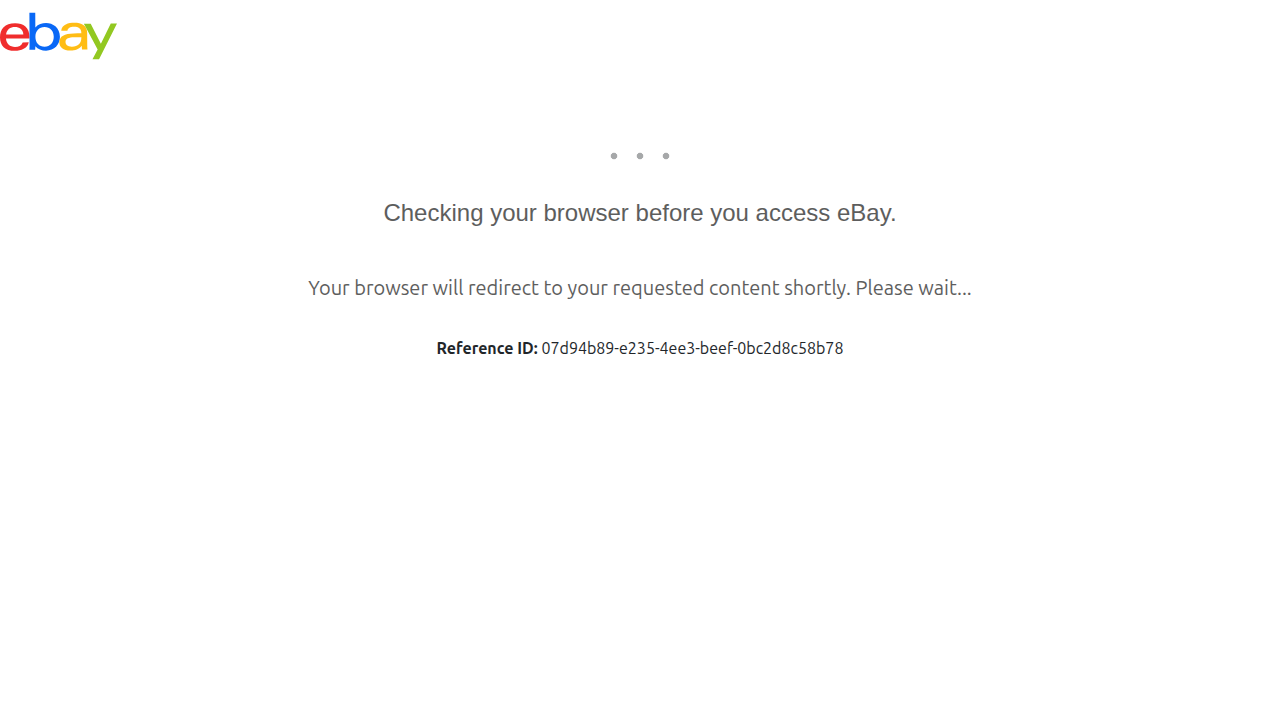 ebay
Checking your browser before you access eBay.
Your browser will redirect to your requested content shortly. Please wait...
Reference ID: 07d94b89-e235-4ee3-beef-0bc2d8c58b78